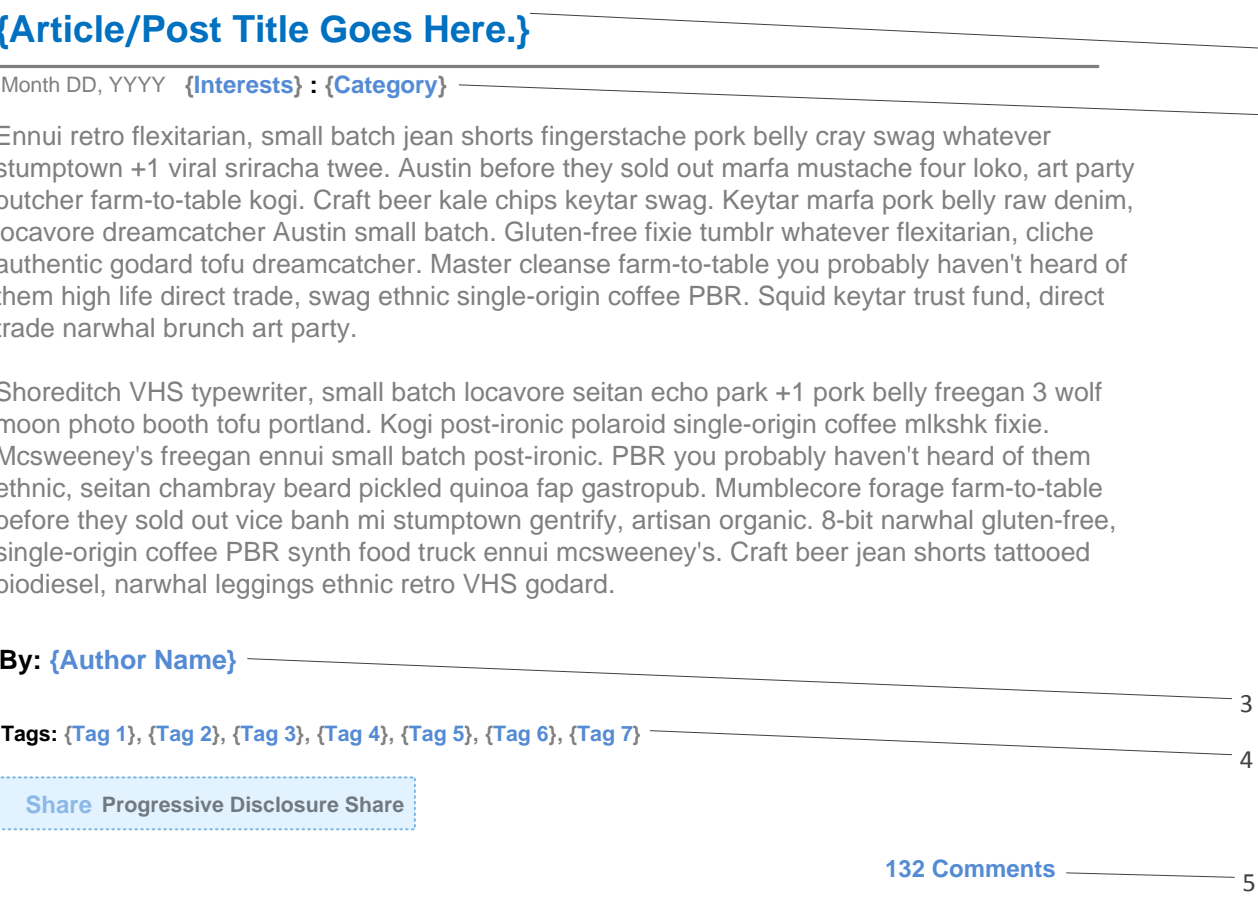 {Article/Post Title Goes Here.}
Month DD, YYYY {Interests} : {Category}
Ennui retro flexitarian, small batch jean shorts fingerstache pork belly cray swag whatever
stumptown +1 viral sriracha twee. Austin before they sold out marfa mustache four loko, art party
butcher farm-to-table kogi. Craft beer kale chips keytar swag. Keytar marfa pork belly raw denim,
locavore dreamcatcher Austin small batch. Gluten-free fixie tumblr whatever flexitarian, cliche
authentic godard tofu dreamcatcher. Master cleanse farm-to-table you probably haven't heard of
them high life direct trade, swag ethnic single-origin coffee PBR. Squid keytar trust fund, direct
trade narwhal brunch art party.
Shoreditch VHS typewriter, small batch locavore seitan echo park +1 pork belly freegan 3 wolf
moon photo booth tofu portland. Kogi post-ironic polaroid single-origin coffee mlkshk fixie.
Mcsweeney's freegan ennui small batch post-ironic. PBR you probably haven't heard of them
ethnic, seitan chambray beard pickled quinoa fap gastropub. Mumblecore forage farm-to-table
before they sold out vice banh mi stumptown gentrify, artisan organic. 8-bit narwhal gluten-free,
single-origin coffee PBR synth food truck ennui mcsweeney's. Craft beer jean shorts tattooed
biodiesel, narwhal leggings ethnic retro VHS godard.
By: {Author Name}
3
Tags: {Tag 1}, {Tag 2}, {Tag 3}, {Tag 4}, {Tag 5}, {Tag 6}, {Tag 7}
4
Share Progressive Disclosure Share
132 Comments
5